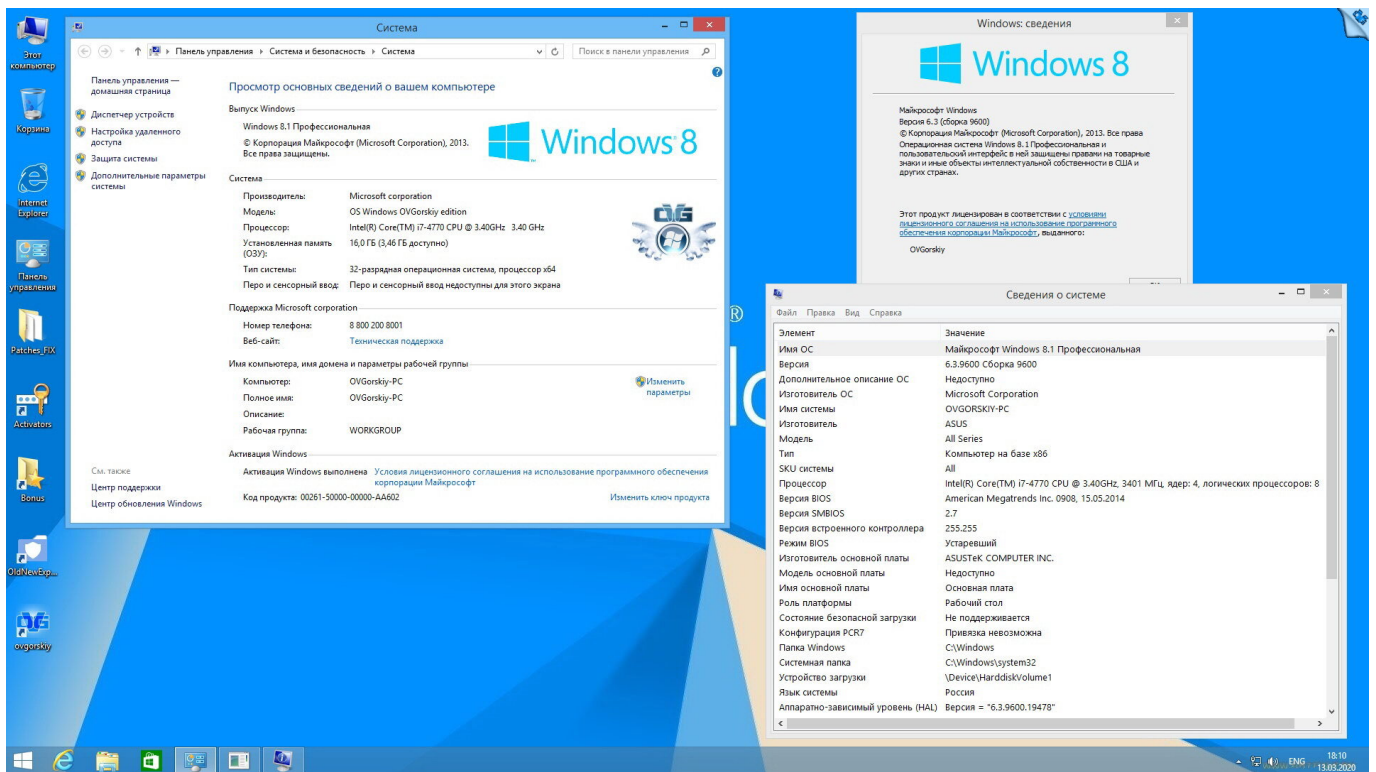 Этот
компьютер
Корзина
Internet
Explorer
Панель
управления
Patches_FIX
Activators
Bonus
OldNewExp...
ovgorskiy
Система
Панель управления
Система и безопасность
Система
Поиск в панели управления
Панель управления —
домашняя страница
Диспетчер устройств
Настройка удаленного
доступа
Защита системы
Дополнительные параметры
системы
См. также
Центр поддержки
Центр обновления Windows
Просмотр основных сведений о вашем компьютере
Выпуск Windows
Windows 8.1 Профессиональная
© Корпорация Майкрософт (Microsoft Corporation), 2013.
Все права защищены.
Windows 8
Система
Производитель: Microsoft corporation
Модель: OS Windows OVGorskiy edition
Процессор: Intel(R) Core(TM) i7-4770 CPU @ 3.40GHz 3.40 GHz
Установленная память
(ОЗУ): 16,0 ГБ (3,46 ГБ доступно)
Тип системы: 32-разрядная операционная система, процессор x64
Перо и сенсорный ввод: Перо и сенсорный ввод недоступны для этого экрана
OVG
Поддержка Microsoft corporation
Номер телефона: 8 800 200 8001
Веб-сайт: Техническая поддержка
Имя компьютера, имя домена и параметры рабочей группы
Компьютер: OVGorskiy-PC
Изменить
параметры
Полное имя: OVGorskiy-PC
Описание:
Рабочая группа: WORKGROUP
Активация Windows
Активация Windows выполнена Условия лицензионного соглашения на использование программного обеспечения
корпорации Майкрософт
Код продукта: 00261-50000-00000-AA602
Изменить ключ продукта
Windows: сведения
Windows 8
Майкрософт Windows
Версия 6.3 (сборка 9600)
© Корпорация Майкрософт (Microsoft Corporation), 2013. Все права
Операционная система Windows 8.1 Профессиональная и
пользовательский интерфейс в ней защищены правами на товарные
знаки и иные объекты интеллектуальной собственности в США и
других странах.
Этот продукт лицензирован в соответствии с условиями
лицензионного соглашения на использование программного
обеспечения корпорации Майкрософт, выданного:
OVGorskiy
®
Сведения о системе
Файл Правка Вид Справка
Элемент Значение
Имя ОС Майкрософт Windows 8.1 Профессиональная
Версия 6.3.9600 Сборка 9600
Дополнительное описание ОС Недоступно
Изготовитель ОС Microsoft Corporation
Имя системы OVGORSKIY-PC
Изготовитель ASUS
Модель All Series
Тип Компьютер на базе x86
SKU системы All
Процессор Intel(R) Core(TM) i7-4770 CPU @ 3.40GHz, 3401 МГц, ядер: 4, логических процессоров: 8
Версия BIOS American Megatrends Inc. 0908, 15.05.2014
Версия SMBIOS 2.7
Версия встроенного контроллера 255.255
Режим BIOS Устаревший
Изготовитель основной платы ASUSTeK COMPUTER INC.
Модель основной платы Недоступно
Имя основной платы Основная плата
Роль платформы Рабочий стол
Состояние безопасной загрузки Не поддерживается
Конфигурация PCR7 Привязка невозможна
Папка Windows C:\Windows
Системная папка C:\Windows\system32
Устройство загрузки \Device\HarddiskVolume1
Язык системы Россия
Аппаратно-зависимый уровень (HAL) Версия = "6.3.9600.19478"
ENG
18:10
13.03.2020